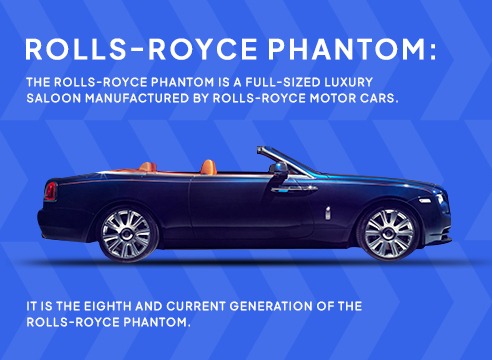 ROLLS-ROYCE PHANTOM:
THE ROLLS-ROYCE PHANTOM IS A FULL-SIZED LUXURY
SALOON MANUFACTURED BY ROLLS-ROYCE MOTOR CARS.
IT IS THE EIGHTH AND CURRENT GENERATION OF THE
ROLLS-ROYCE PHANTOM.